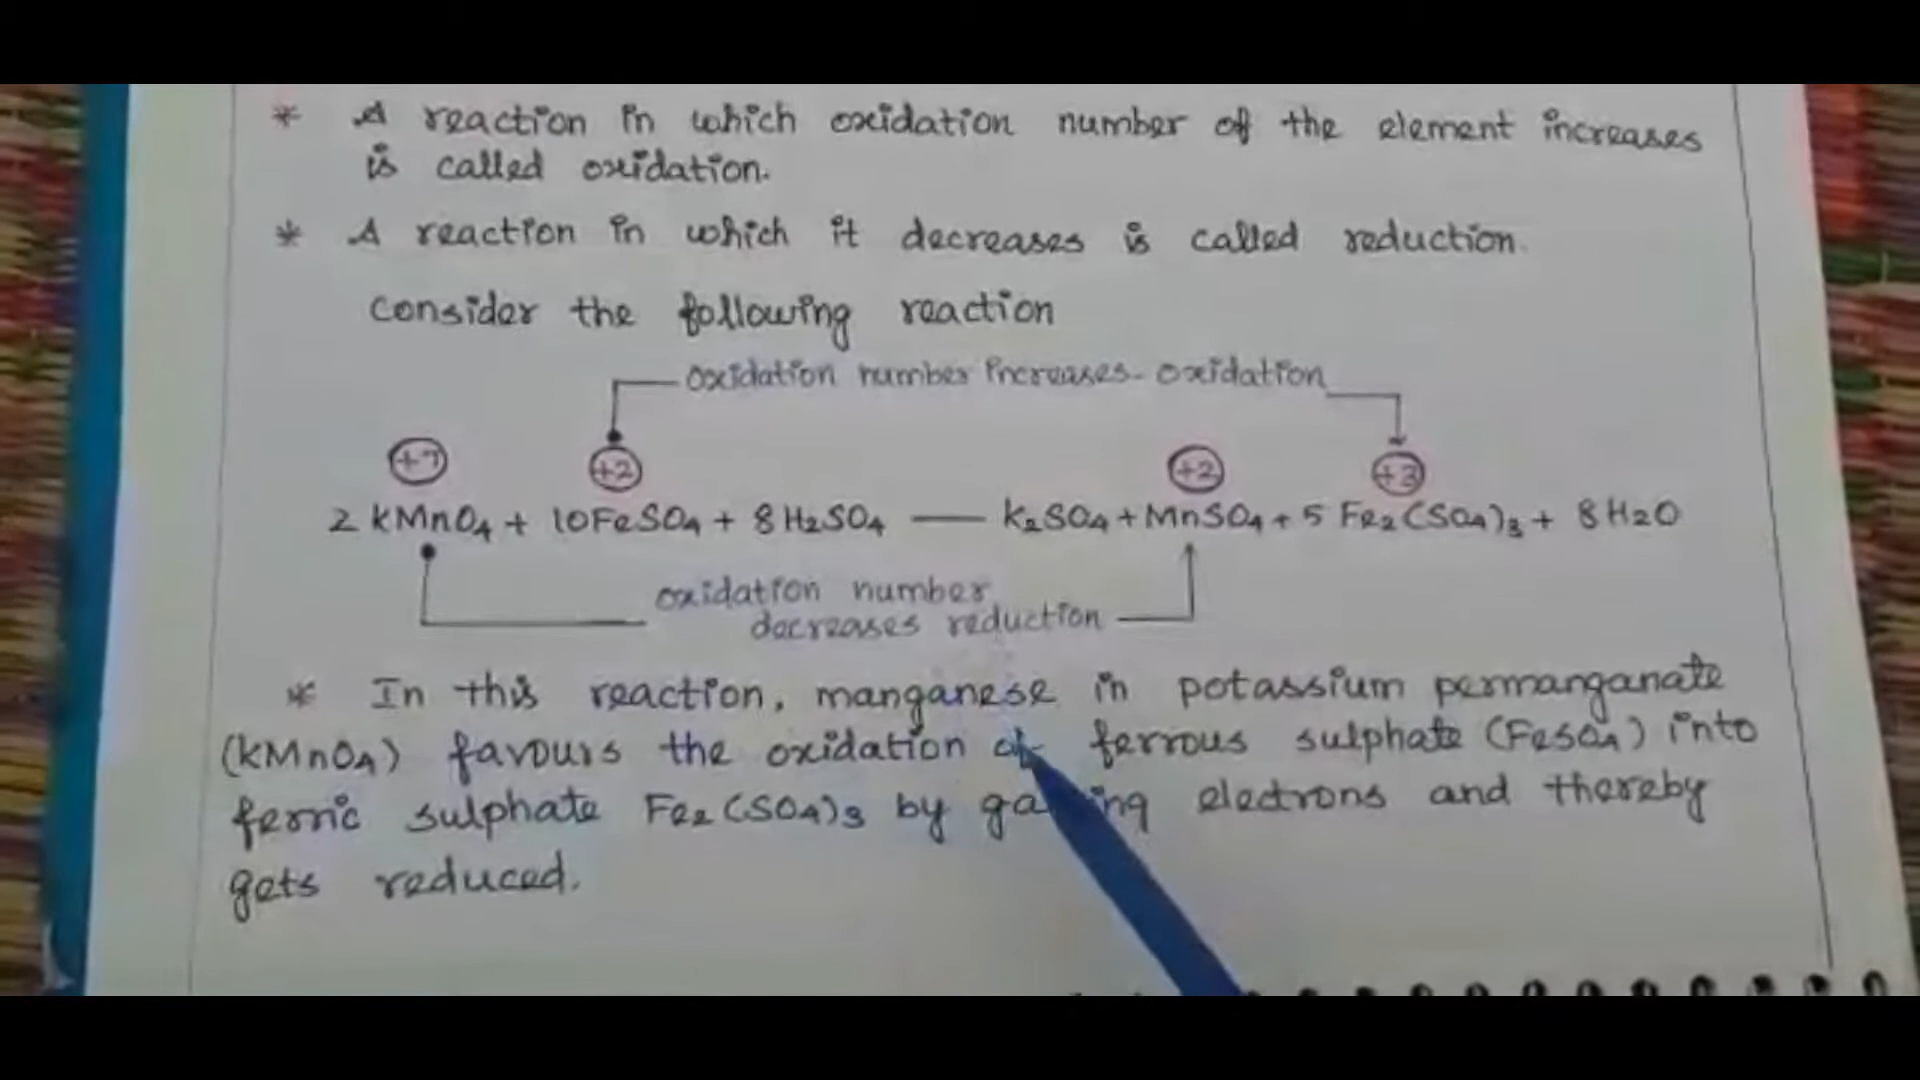 * A reaction in which oxidation number of the element increases
is called oxidation.
* A reaction in which it decreases is called reduction.
Consider the following reaction
oxidation number increases - oxidation
+7 +2 +2 +3
2 KMnO4 + 10FeSO4 + 8 H2SO4 — K2SO4 + MnSO4 + 5 Fe2(SO4)3 + 8 H2O
oxidation number
decreases reduction
* In this reaction, manganese in potassium permanganate
(KMnO4) favours the oxidation of ferrous sulphate (FeSO4) into
ferric sulphate Fe2(SO4)3 by electrons and thereby
gets reduced.